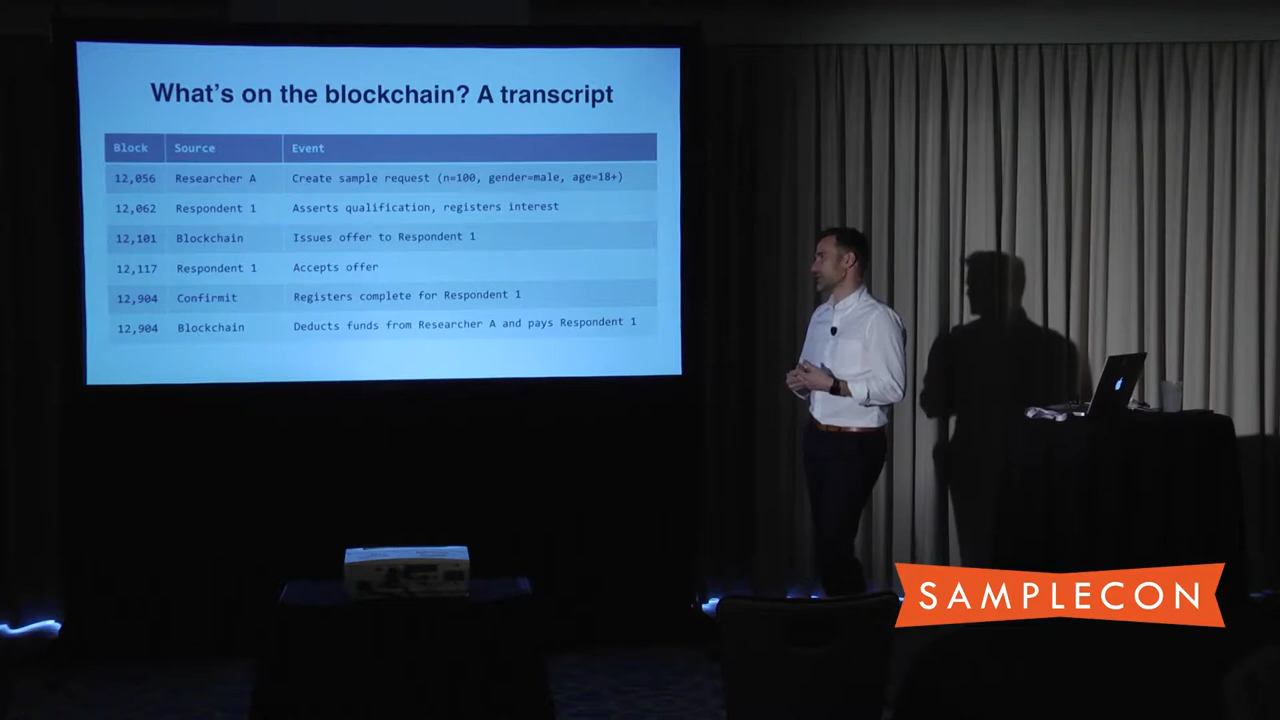 What's on the blockchain? A transcript
Block Source Event
12,056 Researcher A Create sample request (n=100, gender=male, age=18+)
12,062 Respondent 1 Asserts qualification, registers interest
12,101 Blockchain Issues offer to Respondent 1
12,117 Respondent 1 Accepts offer
12,904 Confirmit Registers complete for Respondent 1
12,904 Blockchain Deducts funds from Researcher A and pays Respondent 1
SAMPLECON